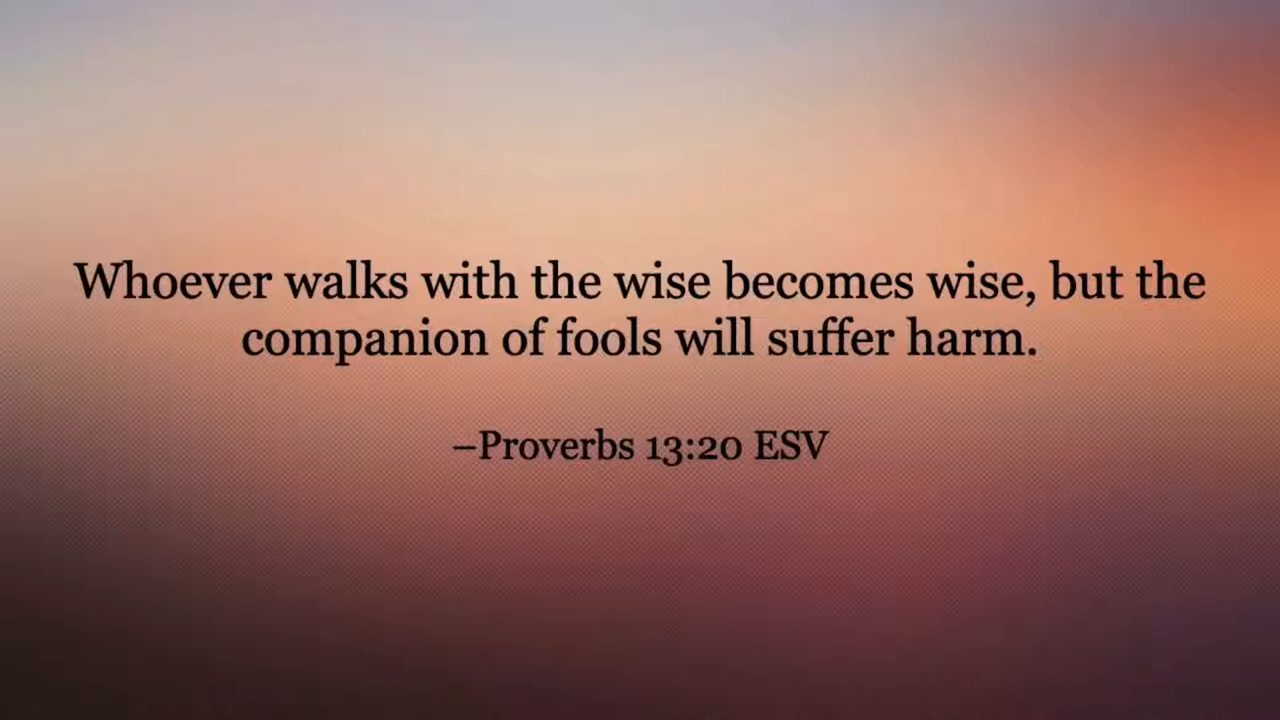 Whoever walks with the wise becomes wise, but the
companion of fools will suffer harm.
–Proverbs 13:20 ESV